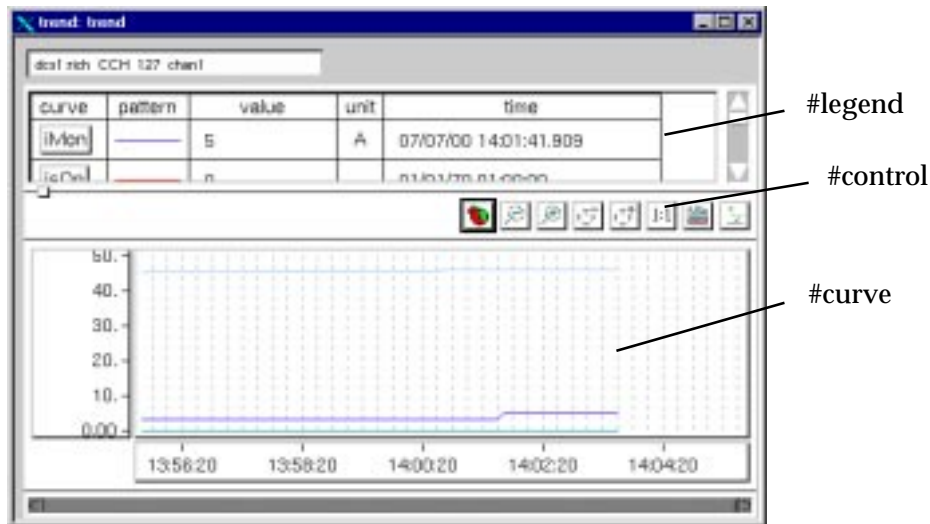 trend: trend
dcs1 rich CCH 127 chan1
curve pattern value unit time
iMon 5 A 07/07/00 14:01:41.909
isOn 0 01/01/70 01:00:00
#legend
#control
1:1
#curve
50.
40.
30.
20.
10.
0.00
13:56:20 13:58:20 14:00:20 14:02:20 14:04:20